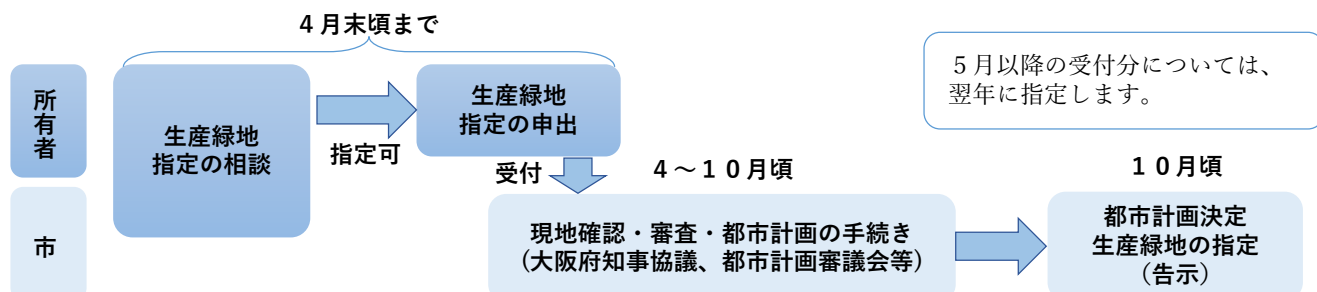 ４月末頃まで
所有者
生産緑地
指定の相談
指定可
生産緑地
指定の申出
５月以降の受付分については、
翌年に指定します。
受付
４～１０月頃
１０月頃
市
現地確認・審査・都市計画の手続き
（大阪府知事協議、都市計画審議会等）
都市計画決定
生産緑地の指定
（告示）